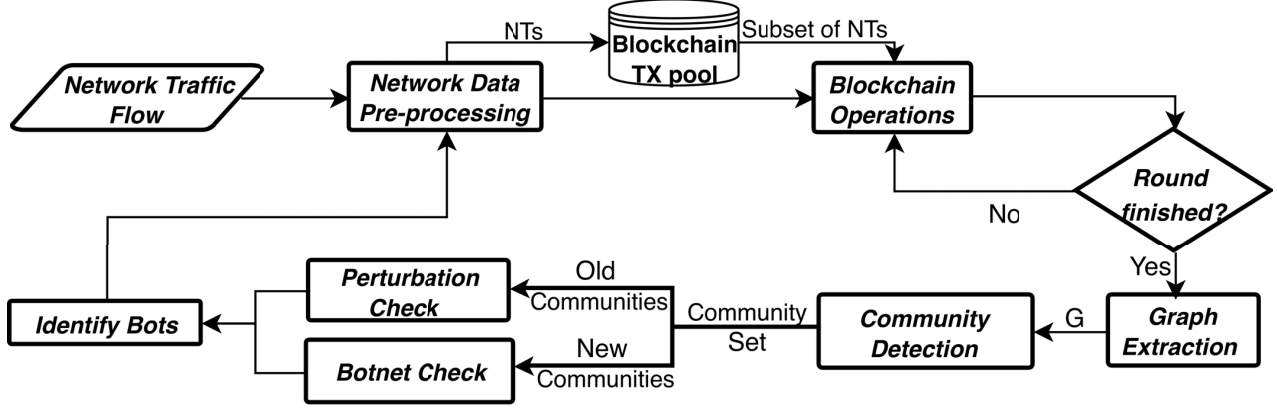 NTs
Subset of NTs
Blockchain
TX pool
Network Traffic
Flow
Network Data
Pre-processing
Blockchain
Operations
Round
finished?
No
Yes
Graph
Extraction
G
Community
Detection
Community
Set
Old
Communities
New
Communities
Perturbation
Check
Botnet Check
Identify Bots